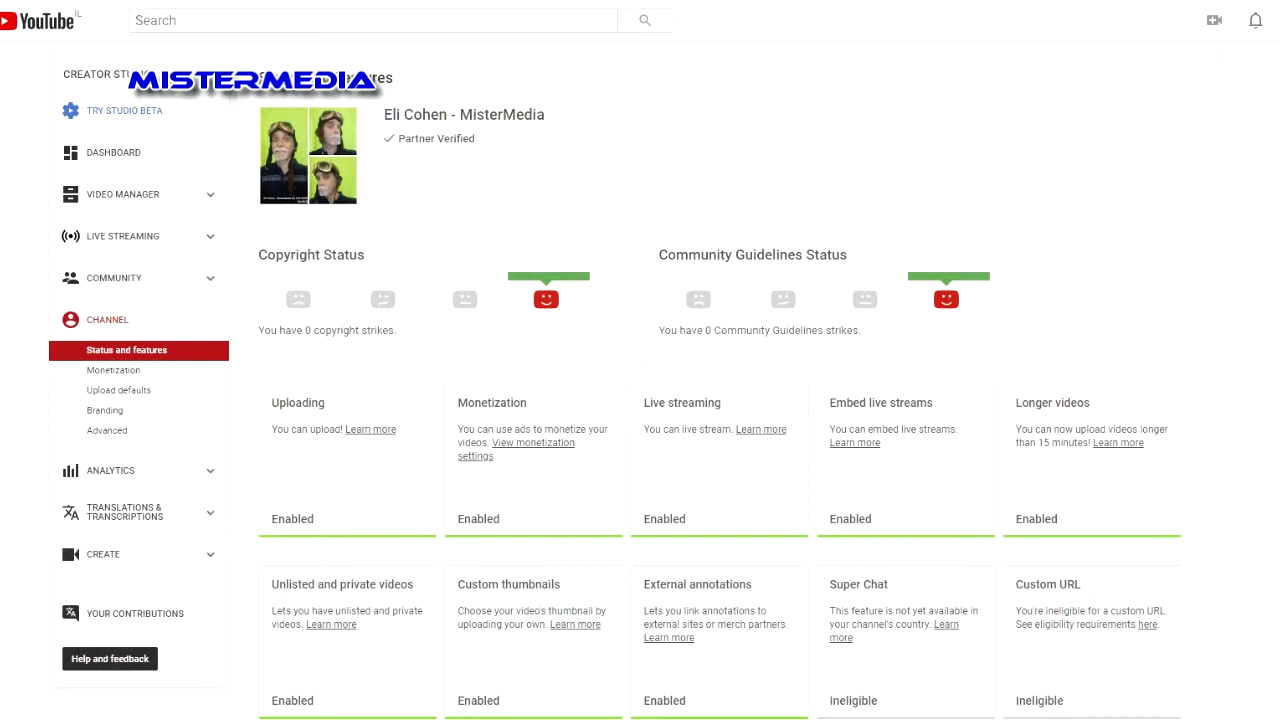 YouTube IL
Search
CREATOR
MISTERMEDIA
Eli Cohen - MisterMedia
Partner Verified
TRY STUDIO BETA
DASHBOARD
VIDEO MANAGER
LIVE STREAMING
COMMUNITY
CHANNEL
Status and features
Monetization
Upload defaults
Branding
Advanced
ANALYTICS
TRANSLATIONS &
TRANSCRIPTIONS
CREATE
YOUR CONTRIBUTIONS
Help and feedback
Copyright Status
You have 0 copyright strikes.
Community Guidelines Status
You have 0 Community Guidelines strikes.
Uploading
You can upload! Learn more
Enabled
Monetization
You can use ads to monetize your
videos. View monetization
settings
Enabled
Live streaming
You can live stream. Learn more
Enabled
Embed live streams
You can embed live streams.
Learn more
Enabled
Longer videos
You can now upload videos longer
than 15 minutes! Learn more
Enabled
Unlisted and private videos
Lets you have unlisted and private
videos. Learn more
Enabled
Custom thumbnails
Choose your video's thumbnail by
uploading your own. Learn more
Enabled
External annotations
Lets you link annotations to
external sites or merch partners.
Learn more
Enabled
Super Chat
This feature is not yet available in
your channel's country. Learn
more
Ineligible
Custom URL
You're ineligible for a custom URL.
See eligibility requirements here.
Ineligible